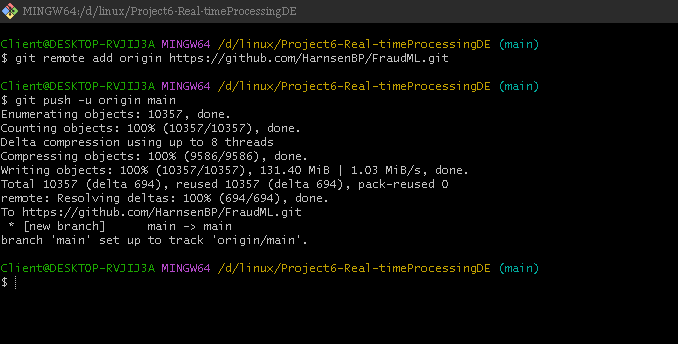 MINGW64:/d/linux/Project6-Real-timeProcessingDE
Client@DESKTOP-RVJIJ3A MINGW64 /d/linux/Project6-Real-timeProcessingDE (main)
$ git remote add origin https://github.com/HarnsenBP/FraudML.git
Client@DESKTOP-RVJIJ3A MINGW64 /d/linux/Project6-Real-timeProcessingDE (main)
$ git push -u origin main
Enumerating objects: 10357, done.
Counting objects: 100% (10357/10357), done.
Delta compression using up to 8 threads
Compressing objects: 100% (9586/9586), done.
Writing objects: 100% (10357/10357), 131.40 MiB | 1.03 MiB/s, done.
Total 10357 (delta 694), reused 10357 (delta 694), pack-reused 0
remote: Resolving deltas: 100% (694/694), done.
To https://github.com/HarnsenBP/FraudML.git
 * [new branch]      main -> main
branch 'main' set up to track 'origin/main'.
Client@DESKTOP-RVJIJ3A MINGW64 /d/linux/Project6-Real-timeProcessingDE (main)
$